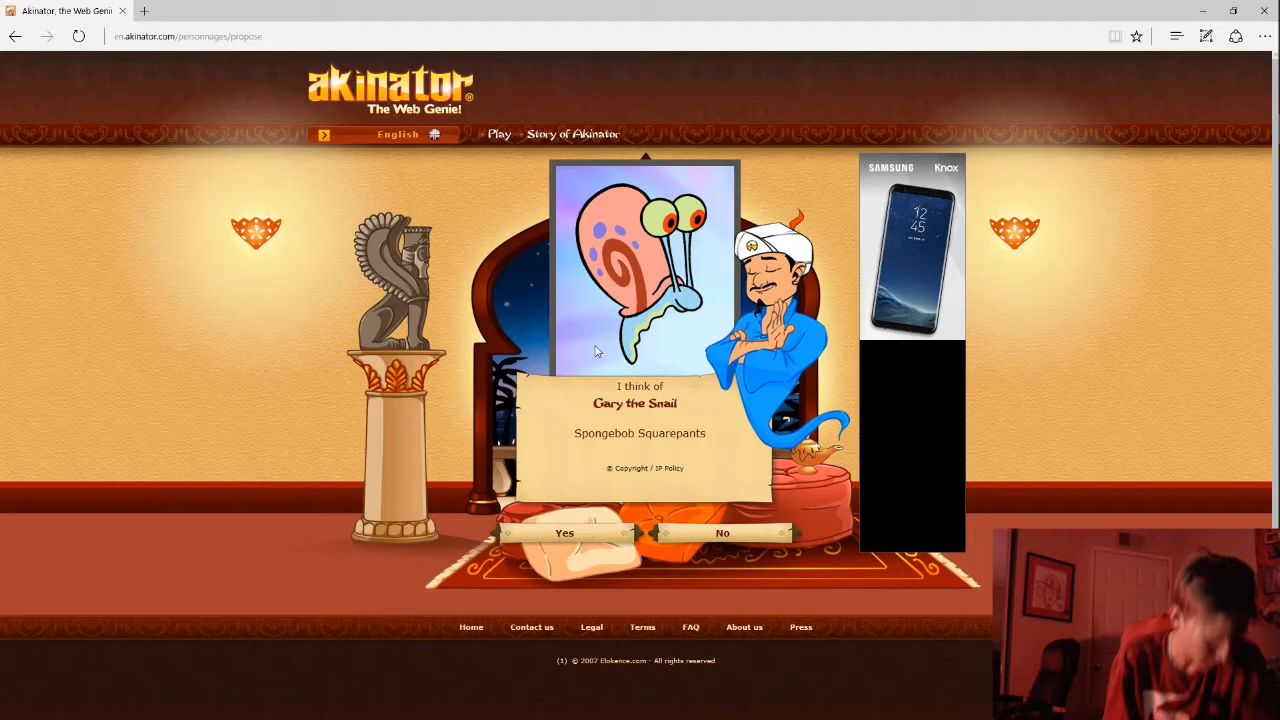 Akinator, the Web Geni
en.akinator.com/personnages/propose
akinator®
The Web Genie!
English
Play
Story of Akinator
SAMSUNG Knox
12
45
I think of
Gary the Snail
Spongebob Squarepants
© Copyright / IP Policy
Yes No
Home Contact us Legal Terms FAQ About us Press
(1) © 2007 Elokence.com - All rights reserved